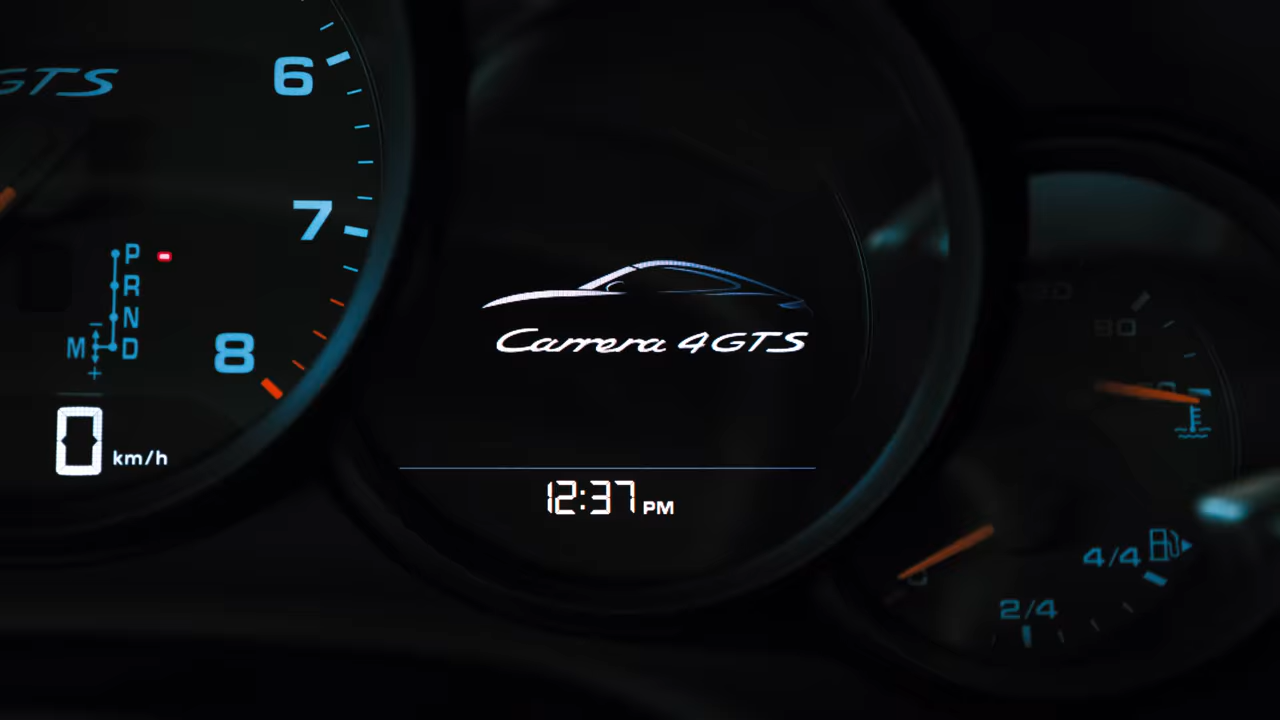 GTS
6
7
8
P
R
N
M D
+
0 km/h
Carrera 4GTS
12:37 PM
90
4/4
2/4